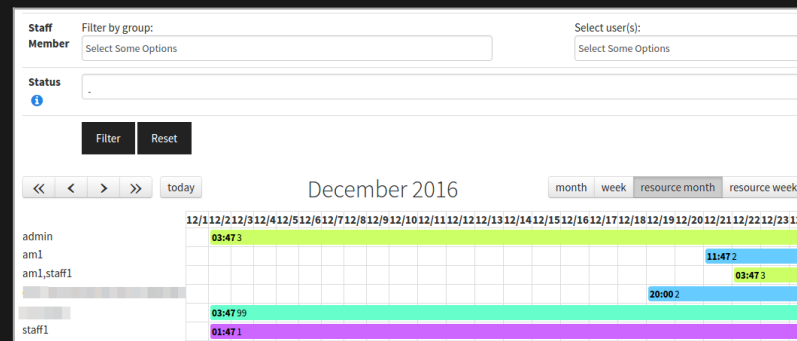 Staff Member
Filter by group:
Select user(s):
Select Some Options
Select Some Options
Status
-
Filter
Reset
today
December 2016
month
week
resource month
resource week
12/1 12/2 12/3 12/4 12/5 12/6 12/7 12/8 12/9 12/10 12/11 12/12 12/13 12/14 12/15 12/16 12/17 12/18 12/19 12/20 12/21 12/22 12/23
admin
03:47 3
am1
11:47 2
am1,staff1
03:47 3
20:00 2
03:47 99
staff1
01:47 1